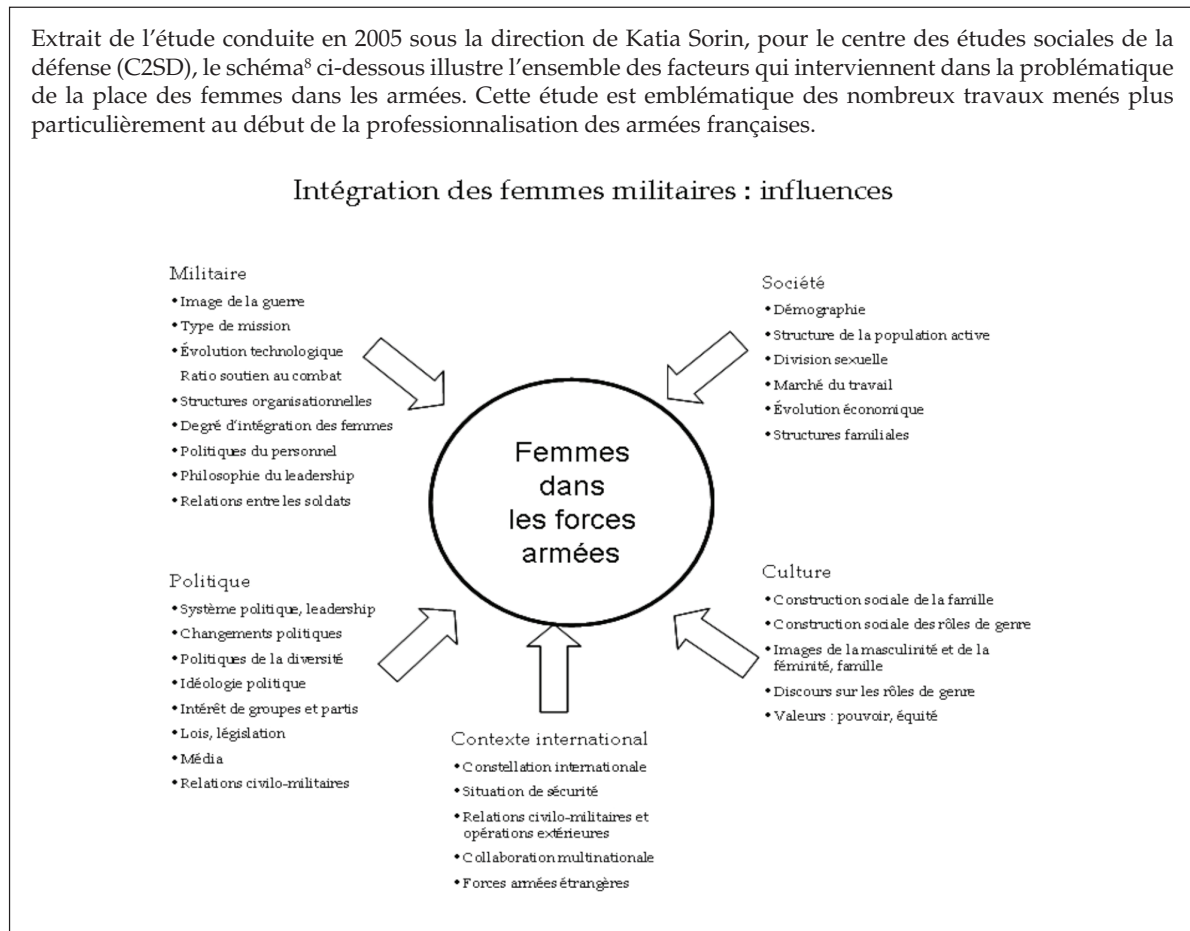 Extrait de l’étude conduite en 2005 sous la direction de Katia Sorin, pour le centre des études sociales de la
défense (C2SD), le schéma⁸ ci-dessous illustre l’ensemble des facteurs qui interviennent dans la problématique
de la place des femmes dans les armées. Cette étude est emblématique des nombreux travaux menés plus
particulièrement au début de la professionnalisation des armées françaises.
Intégration des femmes militaires : influences
Militaire
• Image de la guerre
• Type de mission
• Évolution technologique
Ratio soutien au combat
• Structures organisationnelles
• Degré d’intégration des femmes
• Politiques du personnel
• Philosophie du leadership
• Relations entre les soldats
Société
• Démographie
• Structure de la population active
• Division sexuelle
• Marché du travail
• Évolution économique
• Structures familiales
Femmes
dans
les forces
armées
Politique
• Système politique, leadership
• Changements politiques
• Politiques de la diversité
• Idéologie politique
• Intérêt de groupes et partis
• Lois, législation
• Média
• Relations civilo-militaires
Culture
• Construction sociale de la famille
• Construction sociale des rôles de genre
• Images de la masculinité et de la
féminité, famille
• Discours sur les rôles de genre
• Valeurs : pouvoir, équité
Contexte international
• Constellation internationale
• Situation de sécurité
• Relations civilo-militaires et
opérations extérieures
• Collaboration multinationale
• Forces armées étrangères